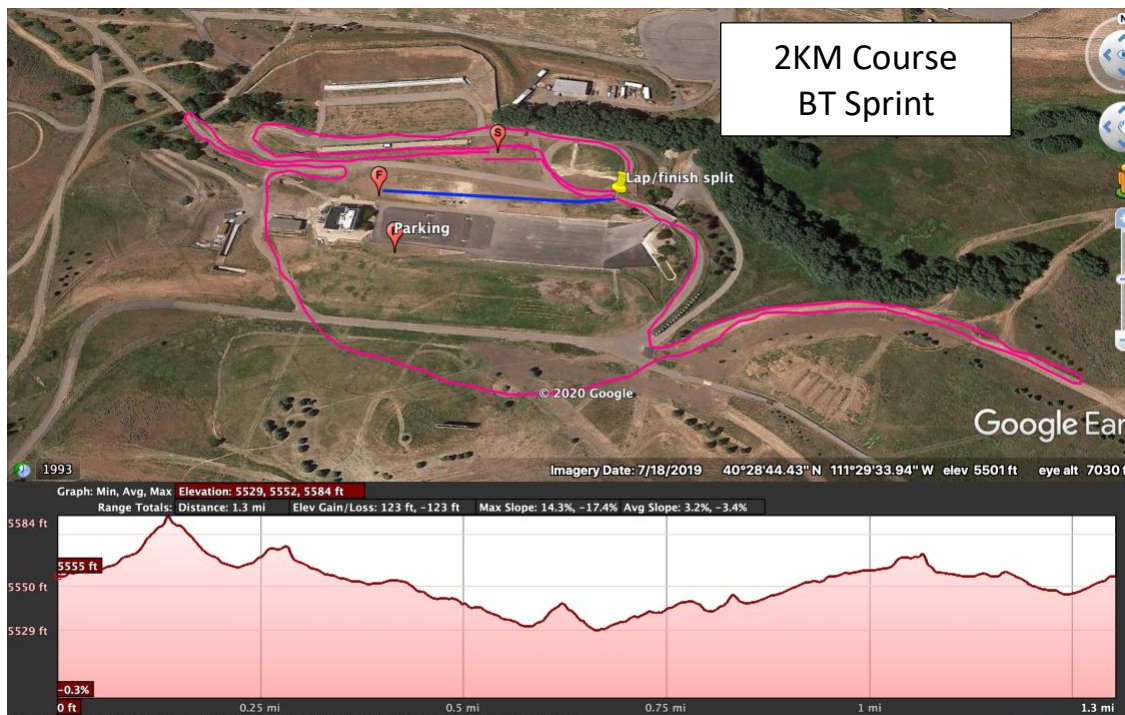 2KM Course
BT Sprint
N
S
Lap/finish split
F
Parking
© 2020 Google
Google Ear
1993
Imagery Date: 7/18/2019 40°28'44.43" N 111°29'33.94" W elev 5501 ft eye alt 7030 f
Graph: Min, Avg, Max Elevation: 5529, 5552, 5584 ft
Range Totals: Distance: 1.3 mi Elev Gain/Loss: 123 ft, -123 ft Max Slope: 14.3%, -17.4% Avg Slope: 3.2%, -3.4%
5584 ft
5555 ft
5550 ft
5529 ft
-0.3%
0 ft 0.25 mi 0.5 mi 0.75 mi 1 mi 1.3 mi